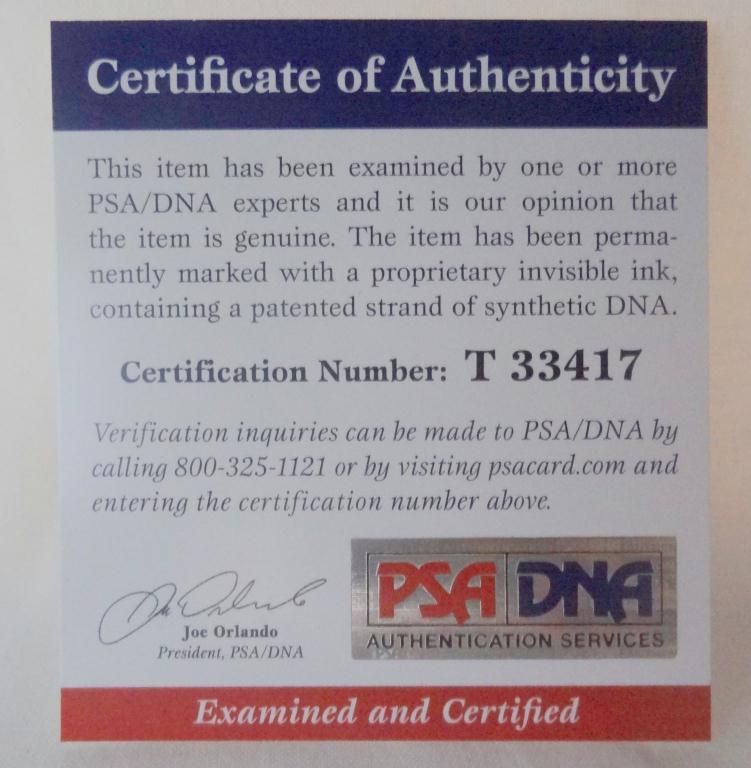 Certificate of Authenticity
This item has been examined by one or more
PSA/DNA experts and it is our opinion that
the item is genuine. The item has been perma-
nently marked with a proprietary invisible ink,
containing a patented strand of synthetic DNA.
Certification Number: T 33417
Verification inquiries can be made to PSA/DNA by
calling 800-325-1121 or by visiting psacard.com and
entering the certification number above.
Joe Orlando
President, PSA/DNA
PSA DNA
AUTHENTICATION SERVICES
Examined and Certified